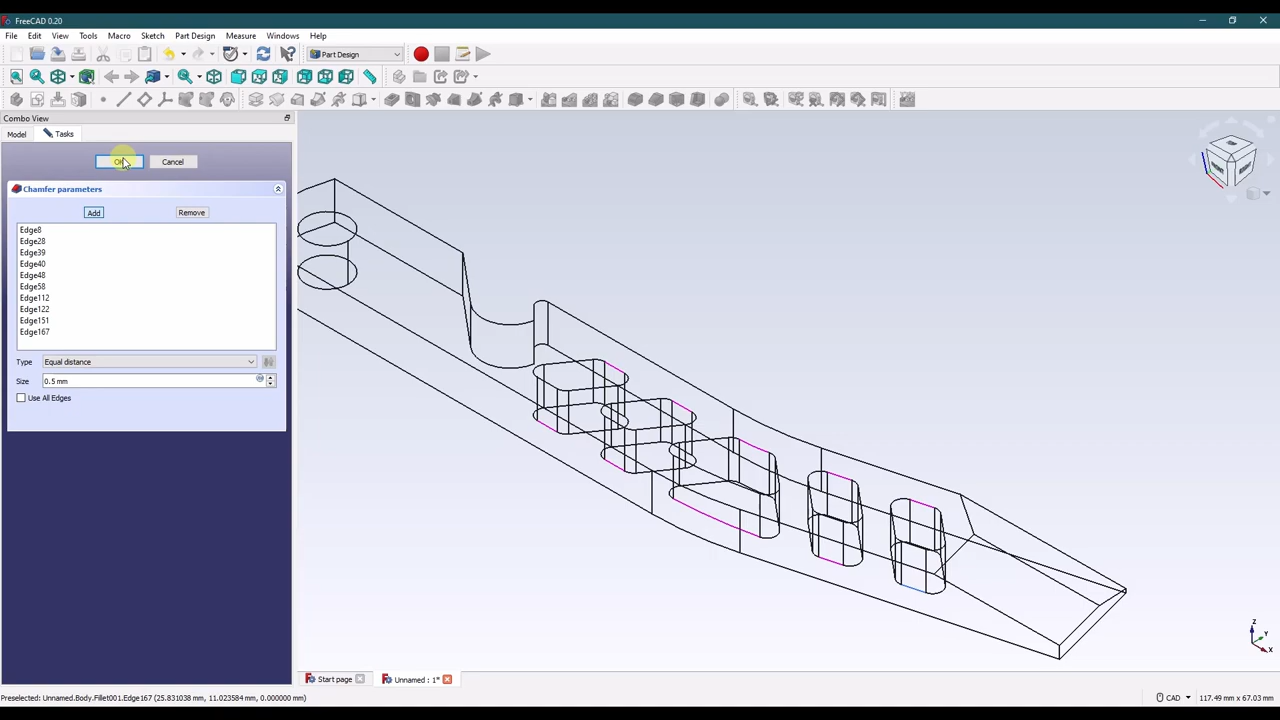 FreeCAD 0.20
File Edit View Tools Macro Sketch Part Design Measure Windows Help
Part Design
Combo View
Model Tasks
OK Cancel
Chamfer parameters
Add Remove
Edge8
Edge28
Edge39
Edge40
Edge48
Edge58
Edge112
Edge122
Edge151
Edge167
Type Equal distance
Size 0.5 mm
Use All Edges
Z
Y
X
Start page Unnamed : 1*
Preselected: Unnamed.Body.Fillet001.Edge167 (25.831038 mm, 11.023584 mm, 0.000000 mm) CAD 117.49 mm x 67.03 mm